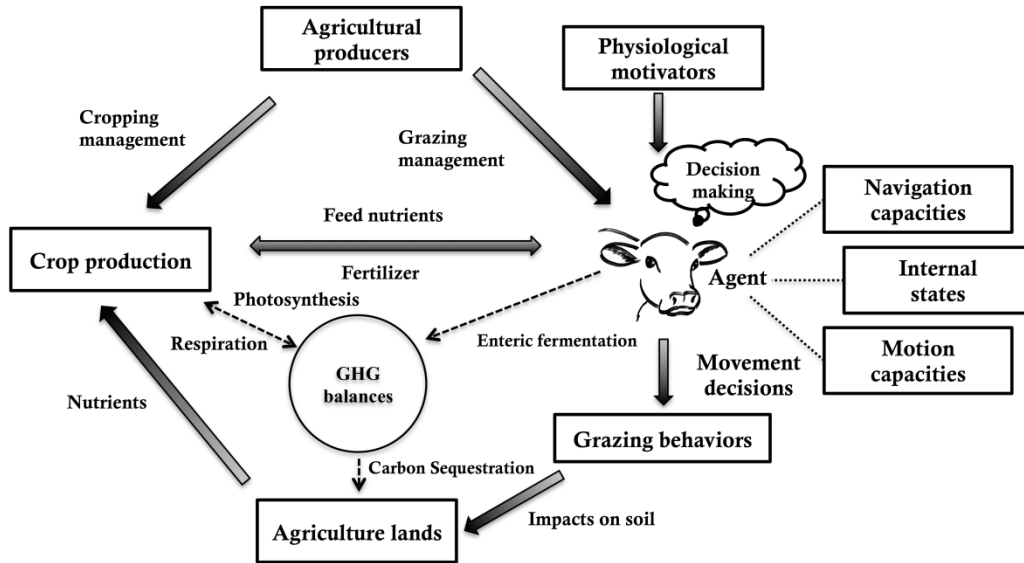 Agricultural
producers
Physiological
motivators
Cropping
management
Grazing
management
Decision
making
Navigation
capacities
Feed nutrients
Crop production
Fertilizer
Agent
Internal
states
Photosynthesis
Respiration
Enteric fermentation
GHG
balances
Movement
decisions
Motion
capacities
Nutrients
Grazing behaviors
Carbon Sequestration
Agriculture lands
Impacts on soil